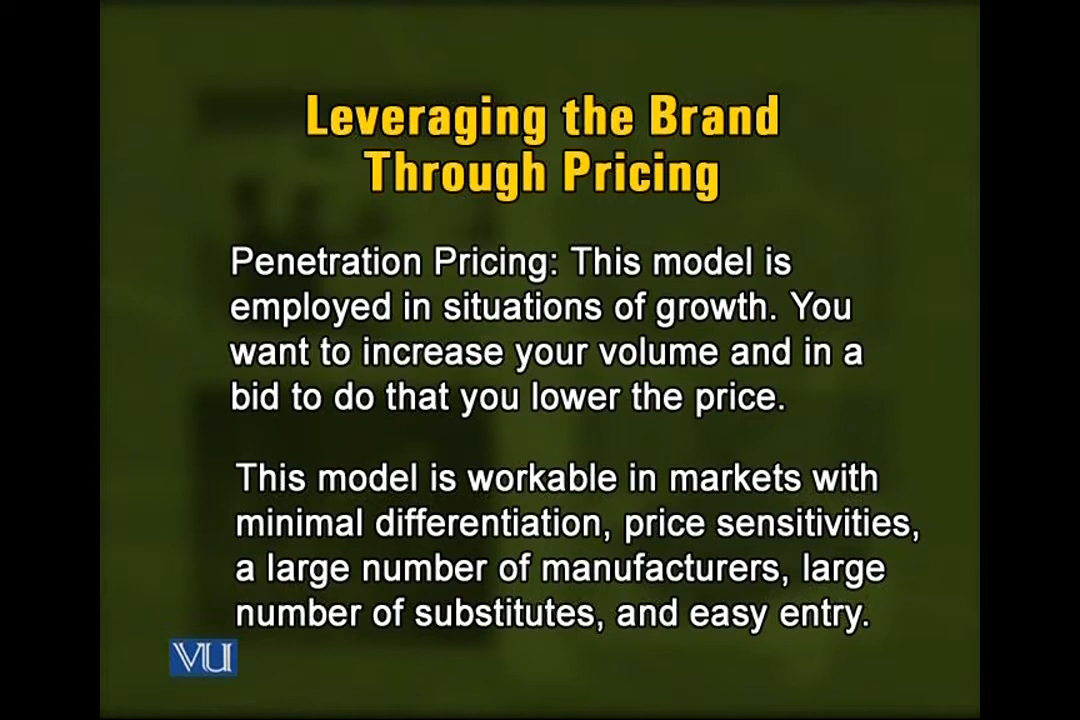 Leveraging the Brand
Through Pricing
Penetration Pricing: This model is
employed in situations of growth. You
want to increase your volume and in a
bid to do that you lower the price.
This model is workable in markets with
minimal differentiation, price sensitivities,
a large number of manufacturers, large
number of substitutes, and easy entry.
VU